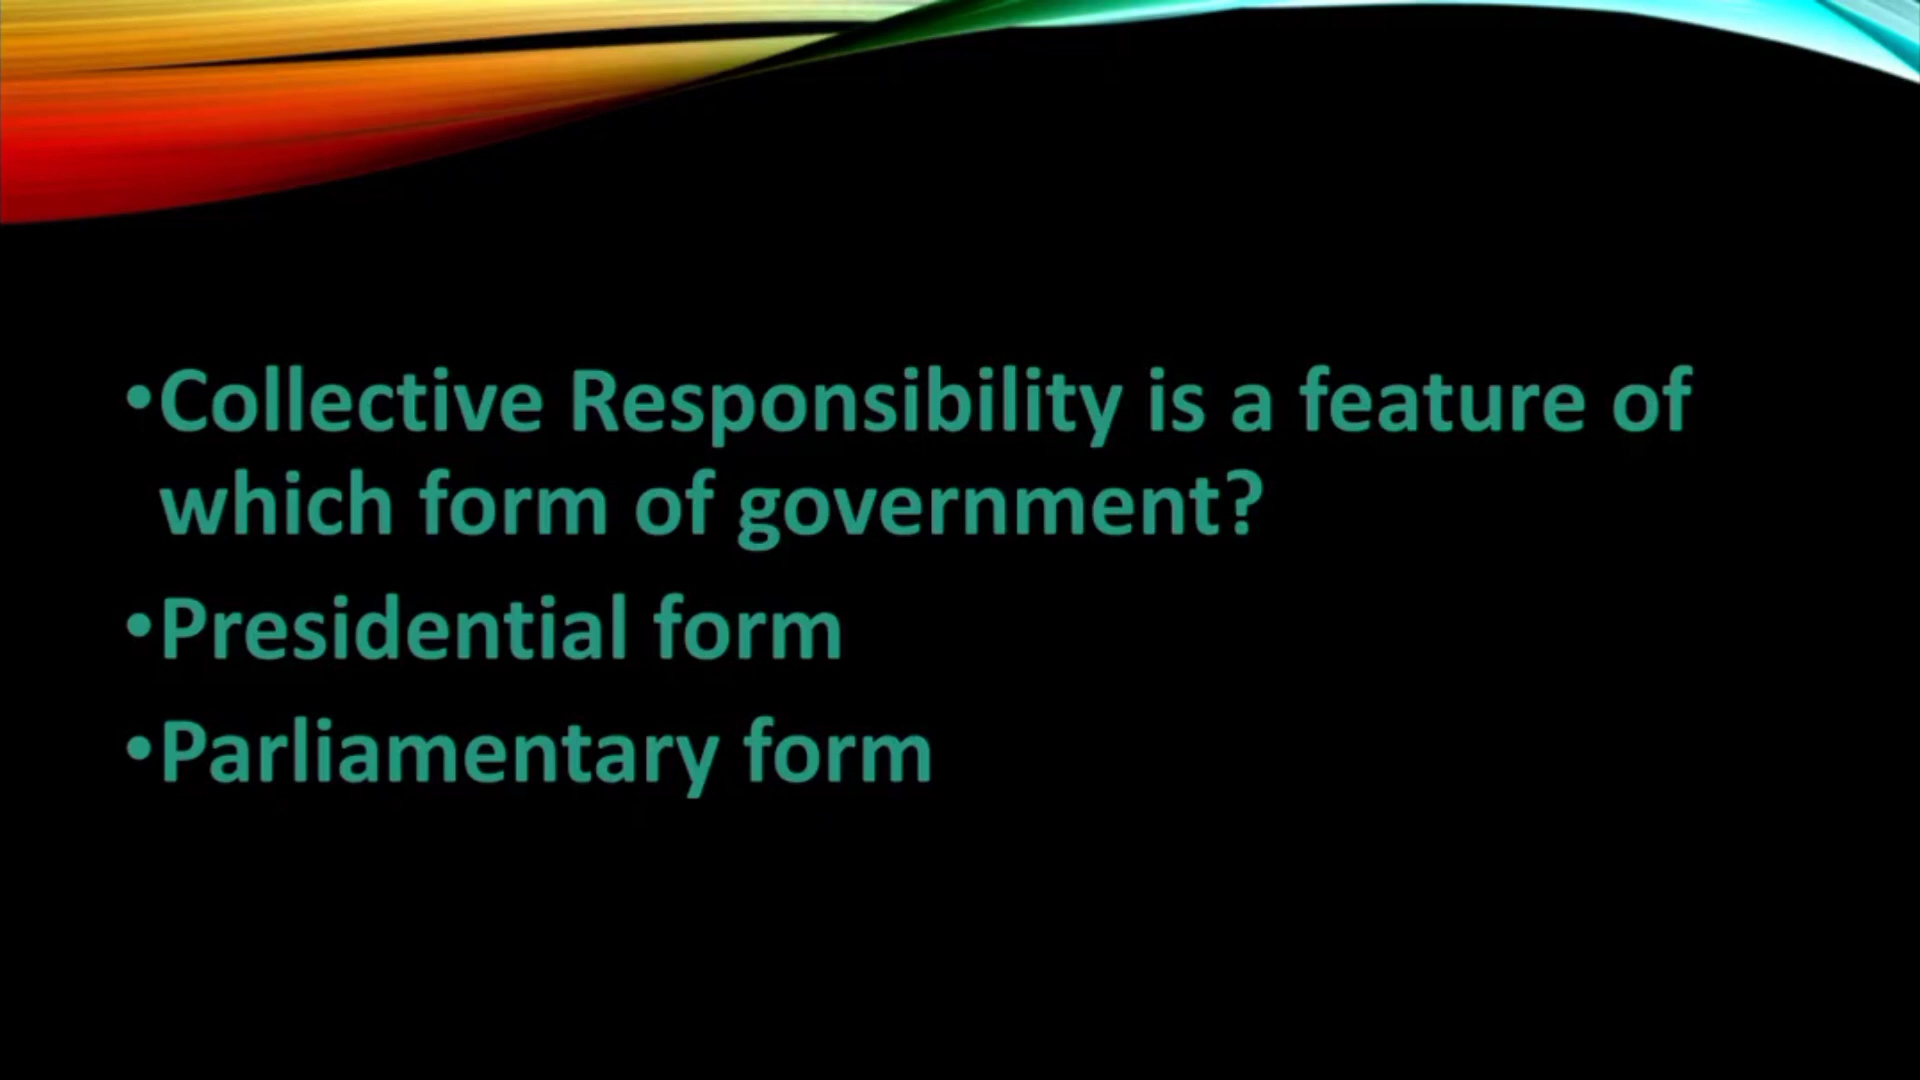 •Collective Responsibility is a feature of
which form of government?
•Presidential form
•Parliamentary form